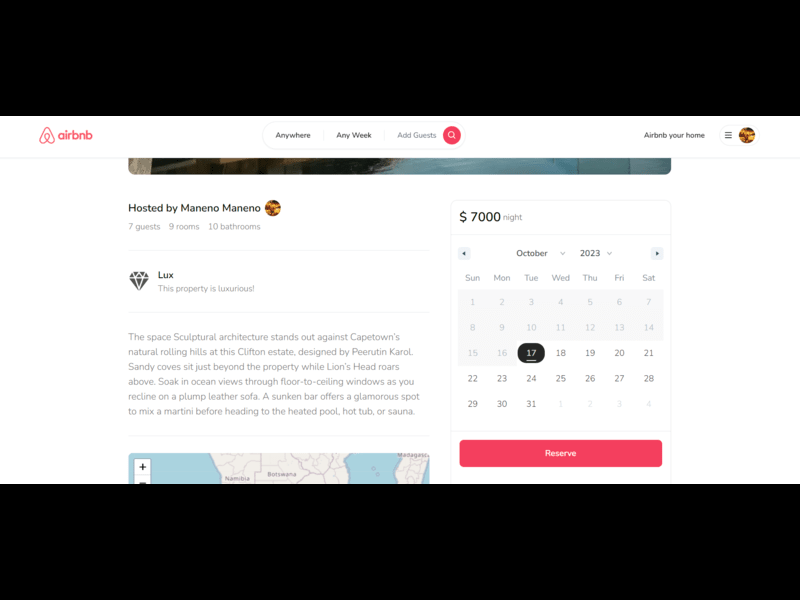 airbnb
Anywhere
Any Week
Add Guests
Airbnb your home
Hosted by Maneno Maneno
7 guests 9 rooms 10 bathrooms
Lux
This property is luxurious!
The space Sculptural architecture stands out against Capetown's
natural rolling hills at this Clifton estate, designed by Peerutin Karol.
Sandy coves sit just beyond the property while Lion's Head roars
above. Soak in ocean views through floor-to-ceiling windows as you
recline on a plump leather sofa. A sunken bar offers a glamorous spot
to mix a martini before heading to the heated pool, hot tub, or sauna.
+
Namibia
Botswana
$ 7000 night
October 2023
Sun Mon Tue Wed Thu Fri Sat
1 2 3 4 5 6 7
8 9 10 11 12 13 14
15 16 17 18 19 20 21
22 23 24 25 26 27 28
29 30 31 1 2 3 4
Reserve